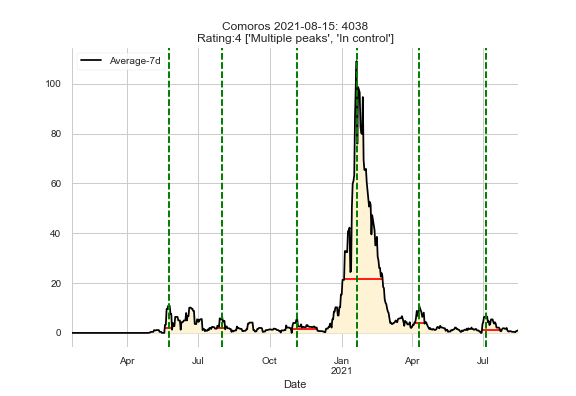 Comoros 2021-08-15: 4038
Rating:4 ['Multiple peaks', 'In control']
Average-7d
100
80
60
40
20
0
Apr
Jul
Oct
Jan
2021
Apr
Jul
Date